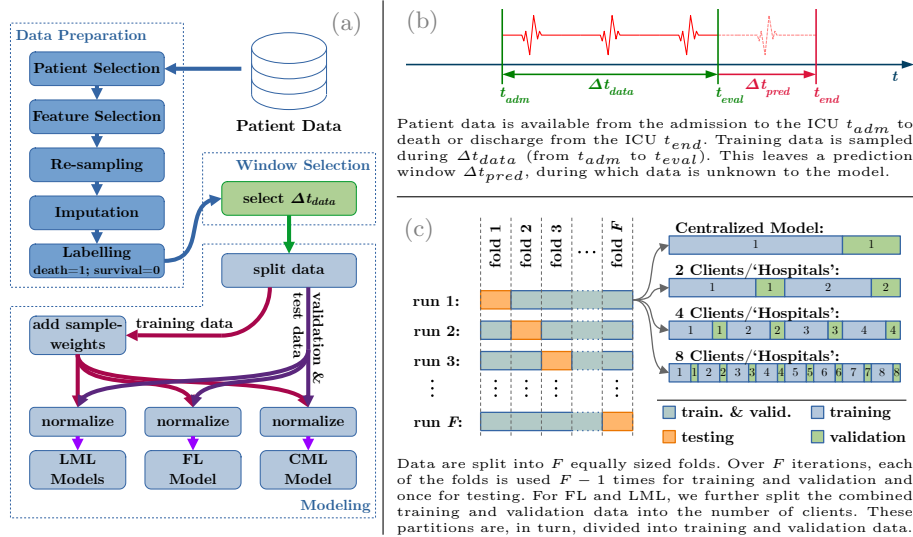 (a)
Data Preparation
Patient Selection
Feature Selection
Re-sampling
Imputation
Labelling
death=1; survival=0
Patient Data
Window Selection
select Δt_data
split data
training data
validation &
test data
add sample-
weights
normalize
normalize
normalize
LML
Models
FL
Model
CML
Model
Modeling
(b)
t
Δt_data
Δt_pred
t_adm
t_eval
t_end
Patient data is available from the admission to the ICU t_adm to
death or discharge from the ICU t_end. Training data is sampled
during Δt_data (from t_adm to t_eval). This leaves a prediction
window Δt_pred, during which data is unknown to the model.
(c)
fold 1
fold 2
fold 3
...
fold F
run 1:
run 2:
run 3:
⋮ ⋮ ⋮ ⋮ ⋮
run F:
Centralized Model:
1 1
2 Clients/‘Hospitals’:
1 1 2 2
4 Clients/‘Hospitals’:
1 1 2 2 3 3 4 4
8 Clients/‘Hospitals’:
1 1 2 2 3 3 4 4 5 5 6 6 7 7 8 8
train. & valid.
training
testing
validation
Data are split into F equally sized folds. Over F iterations, each
of the folds is used F − 1 times for training and validation and
once for testing. For FL and LML, we further split the combined
training and validation data into the number of clients. These
partitions are, in turn, divided into training and validation data.